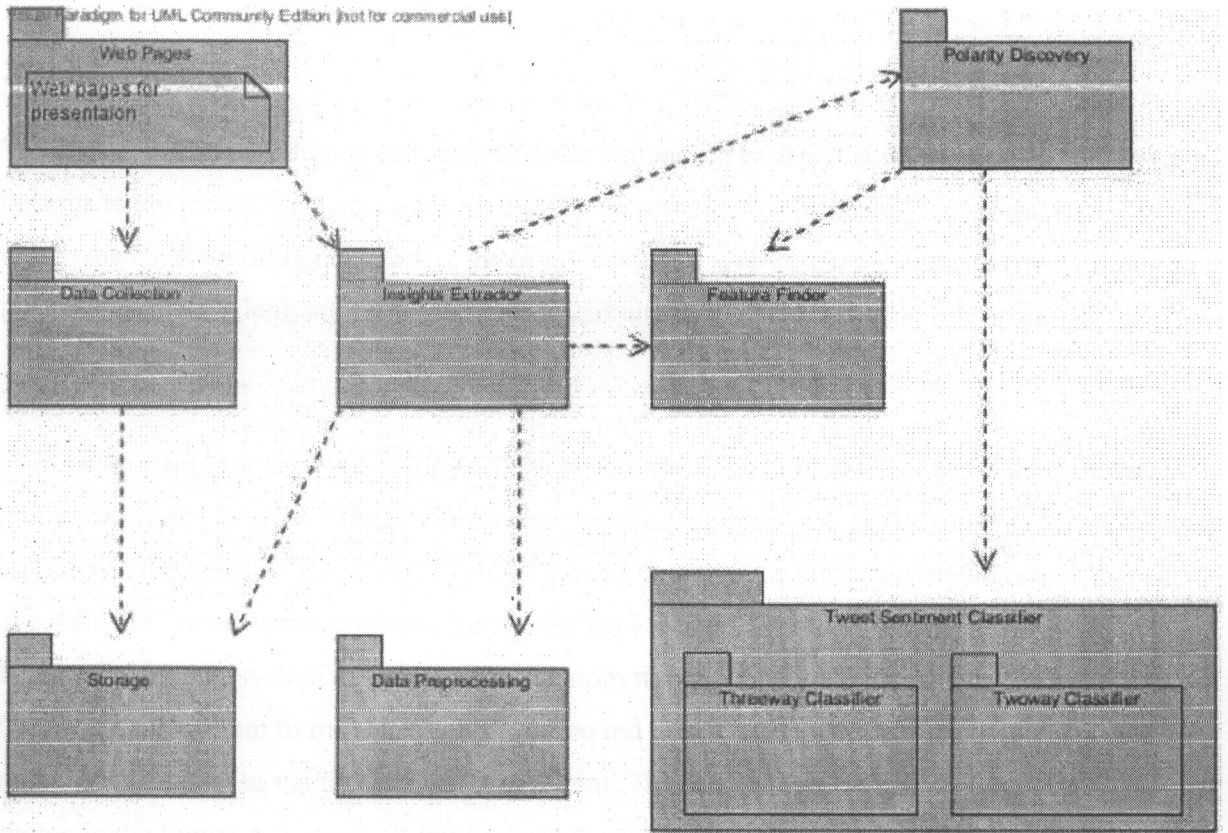 Paradigm for UML Community Edition [not for commercial use]
Web Pages
Web pages for
presentaion
Polarity Discovery
Data Collection
Insights Extractor
Featura Finder
Storage
Data Preprocessing
Tweet Sentiment Classifier
Threeway Classifier
Twoway Classifier